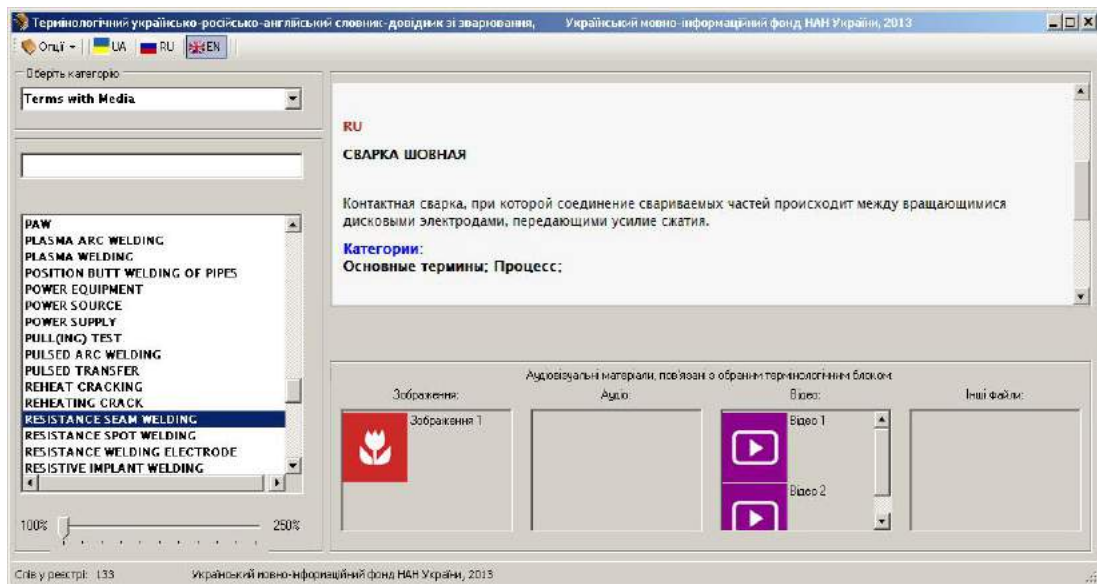 Термінологічний українсько-російсько-англійський словник-довідник зі зварювання, Український мовно-інформаційний фонд НАН України, 2013
Опції UA RU EN
Оберіть категорію
Terms with Media
PAW
PLASMA ARC WELDING
PLASMA WELDING
POSITION BUTT WELDING OF PIPES
POWER EQUIPMENT
POWER SOURCE
POWER SUPPLY
PULL(ING) TEST
PULSED ARC WELDING
PULSED TRANSFER
REHEAT CRACKING
REHEATING CRACK
RESISTANCE SEAM WELDING
RESISTANCE SPOT WELDING
RESISTANCE WELDING ELECTRODE
RESISTIVE IMPLANT WELDING
100% 250%
RU
СВАРКА ШОВНАЯ
Контактная сварка, при которой соединение свариваемых частей происходит между вращающимися
дисковыми электродами, передающими усилие сжатия.
Категории:
Основные термины; Процесс;
Аудіовізуальні матеріали, пов'язані з обраним термінологічним блоком:
Зображення: Аудіо: Відео: Інші файли:
Зображення 1
Відео 1
Відео 2
Слів у реєстрі: 133 Український мовно-інформаційний фонд НАН України, 2013